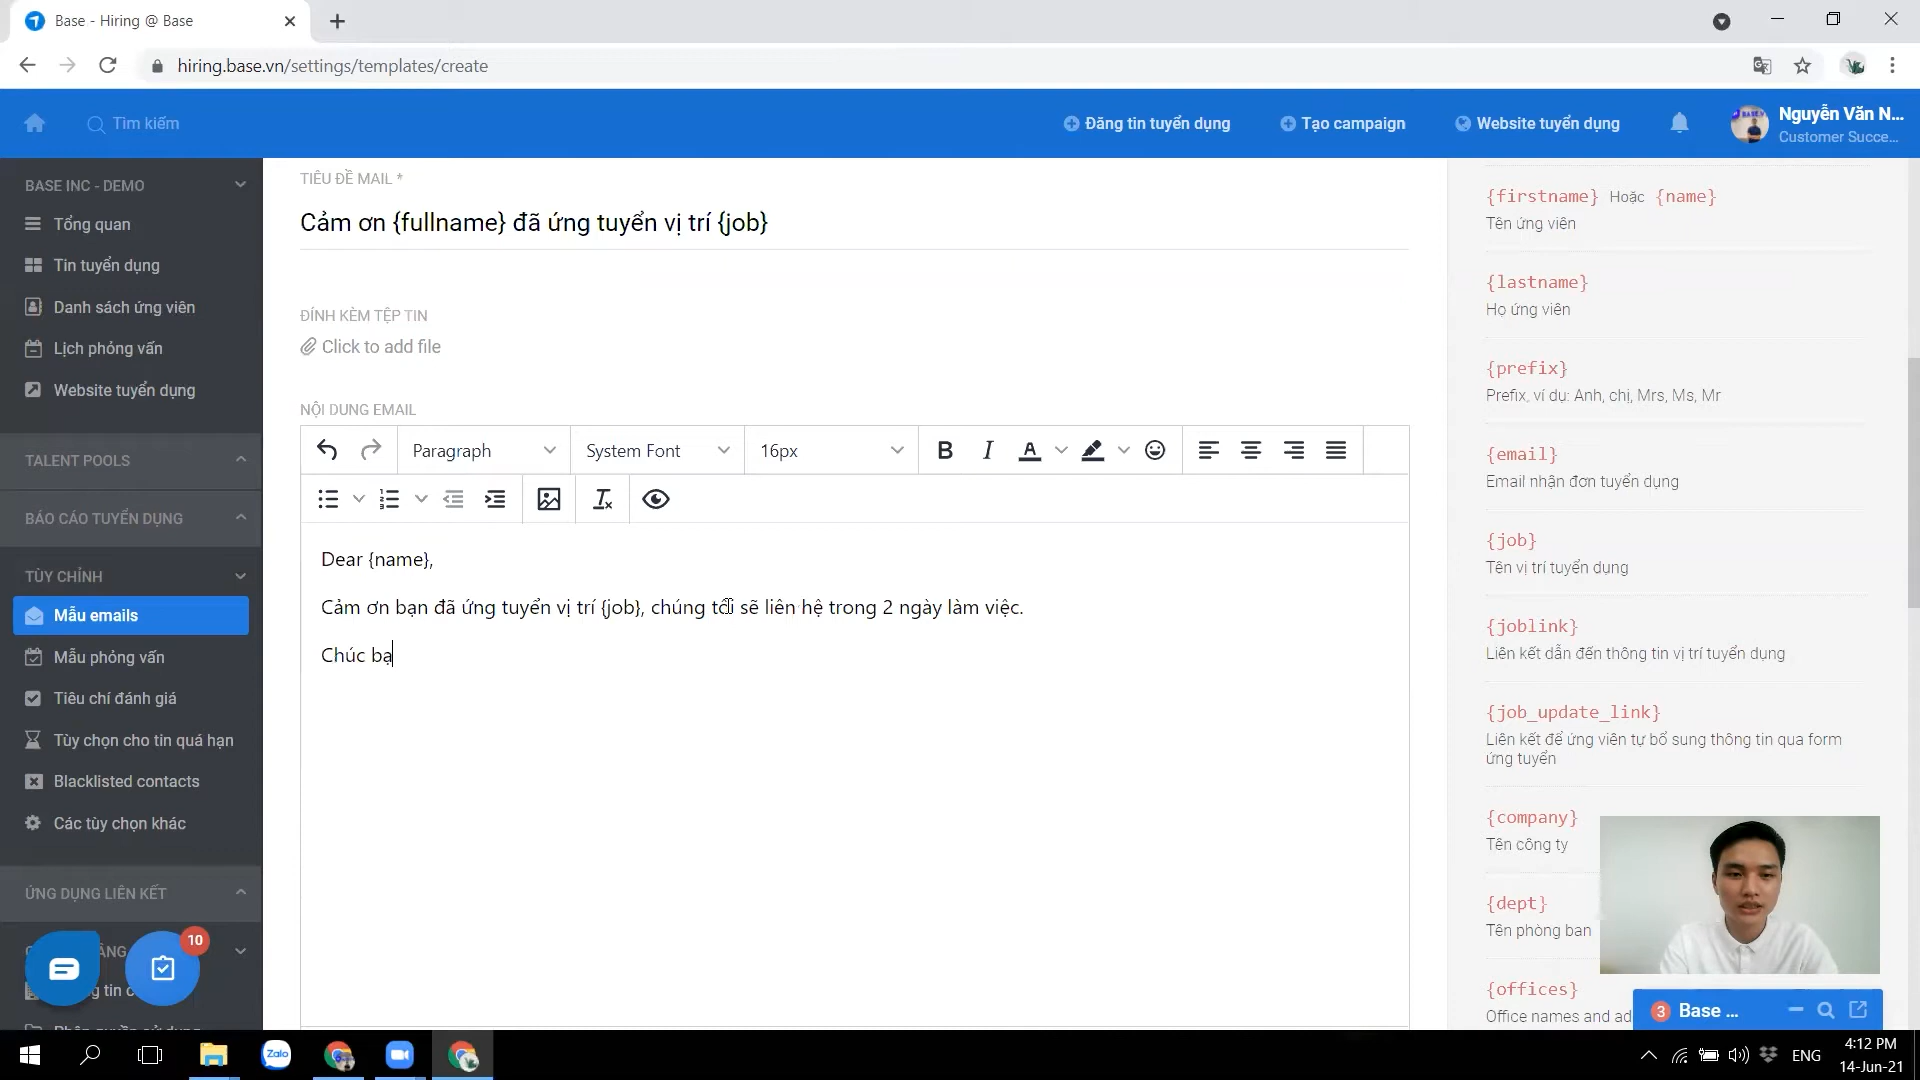 Base - Hiring @ Base
hiring.base.vn/settings/templates/create
Tìm kiếm
Đăng tin tuyển dụng
Tạo campaign
Website tuyển dụng
Nguyễn Văn N...
Customer Succe...
BASE INC - DEMO
Tổng quan
Tin tuyển dụng
Danh sách ứng viên
Lịch phỏng vấn
Website tuyển dụng
TALENT POOLS
BÁO CÁO TUYỂN DỤNG
TÙY CHỈNH
Mẫu emails
Mẫu phỏng vấn
Tiêu chí đánh giá
Tùy chọn cho tin quá hạn
Blacklisted contacts
Các tùy chọn khác
ỨNG DỤNG LIÊN KẾT
10
TIÊU ĐỀ MAIL *
Cảm ơn {fullname} đã ứng tuyển vị trí {job}
ĐÍNH KÈM TỆP TIN
Click to add file
NỘI DUNG EMAIL
Paragraph
System Font
16px
Dear {name},
Cảm ơn bạn đã ứng tuyển vị trí {job}, chúng tôi sẽ liên hệ trong 2 ngày làm việc.
Chúc bạ
{firstname} Hoặc {name}
Tên ứng viên
{lastname}
Họ ứng viên
{prefix}
Prefix, ví dụ: Anh, chị, Mrs, Ms, Mr
{email}
Email nhận đơn tuyển dụng
{job}
Tên vị trí tuyển dụng
{joblink}
Liên kết dẫn đến thông tin vị trí tuyển dụng
{job_update_link}
Liên kết để ứng viên tự bổ sung thông tin qua form
ứng tuyển
{company}
Tên công ty
{dept}
Tên phòng ban
{offices}
Office names and ad
3 Base ...
Zalo
ENG
4:12 PM
14-Jun-21